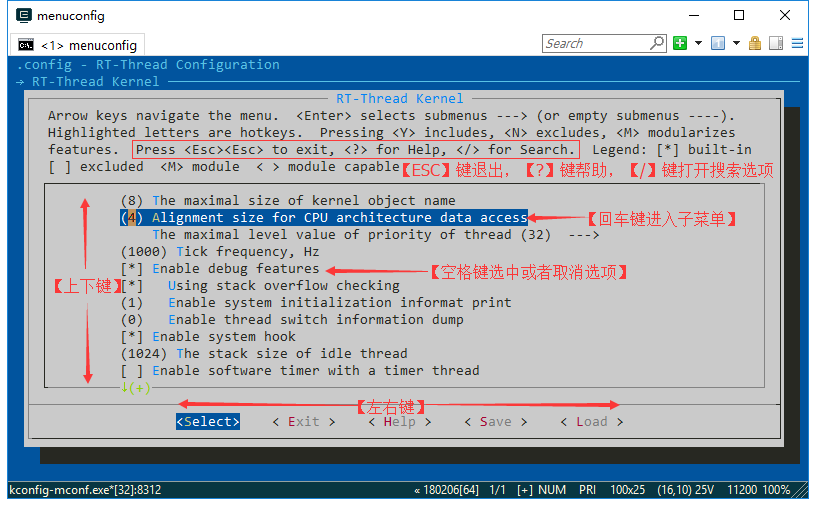 menuconfig
<1> menuconfig
Search
.config - RT-Thread Configuration
→ RT-Thread Kernel
RT-Thread Kernel
Arrow keys navigate the menu.  <Enter> selects submenus ---> (or empty submenus ----).
Highlighted letters are hotkeys.  Pressing <Y> includes, <N> excludes, <M> modularizes
features.  Press <Esc><Esc> to exit, <?> for Help, </> for Search.  Legend: [*] built-in
[ ] excluded  <M> module  < > module capable【ESC】键退出，【?】键帮助，【/】键打开搜索选项
(8) The maximal size of kernel object name
(4) Alignment size for CPU architecture data access 【回车键进入子菜单】
The maximal level value of priority of thread (32)  --->
(1000) Tick frequency, Hz
[*] Enable debug features 【空格键选中或者取消选项】
【上下键】[*]   Using stack overflow checking
(1)   Enable system initialization informat print
(0)   Enable thread switch information dump
[*] Enable system hook
(1024) The stack size of idle thread
[ ] Enable software timer with a timer thread
↓(+)
【左右键】
<Select>    < Exit >    < Help >    < Save >    < Load >
kconfig-mconf.exe*[32]:8312 « 180206[64] 1/1 [+] NUM PRI 100x25 (16,10) 25V 11200 100%